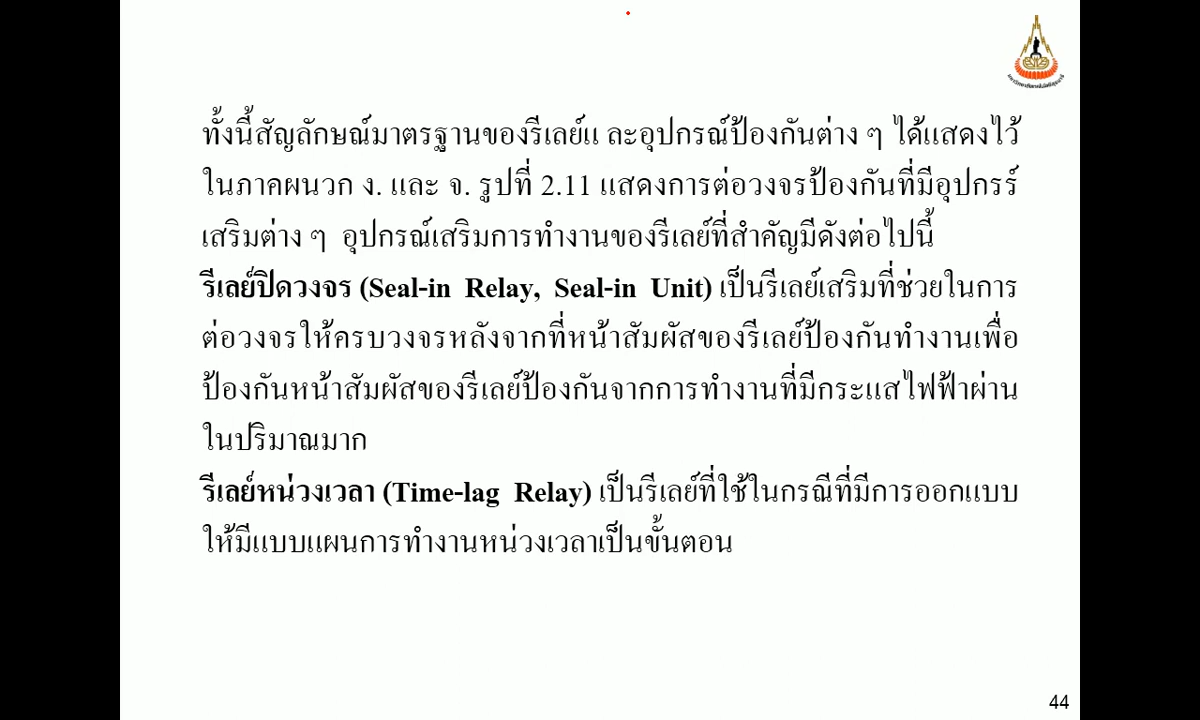 ทั้งนี้สัญลักษณ์มาตรฐานของรีเลย์แ ละอุปกรณ์ป้องกันต่าง ๆ ได้แสดงไว้
ในภาคผนวก ง. และ จ. รูปที่ 2.11 แสดงการต่อวงจรป้องกันที่มีอุปกรร์
เสริมต่าง ๆ อุปกรณ์เสริมการทำงานของรีเลย์ที่สำคัญมีดังต่อไปนี้
รีเลย์ปิดวงจร (Seal-in Relay, Seal-in Unit) เป็นรีเลย์เสริมที่ช่วยในการ
ต่อวงจรให้ครบวงจรหลังจากที่หน้าสัมผัสของรีเลย์ป้องกันทำงานเพื่อ
ป้องกันหน้าสัมผัสของรีเลย์ป้องกันจากการทำงานที่มีกระแสไฟฟ้าผ่าน
ในปริมาณมาก
รีเลย์หน่วงเวลา (Time-lag Relay) เป็นรีเลย์ที่ใช้ในกรณีที่มีการออกแบบ
ให้มีแบบแผนการทำงานหน่วงเวลาเป็นขั้นตอน
44